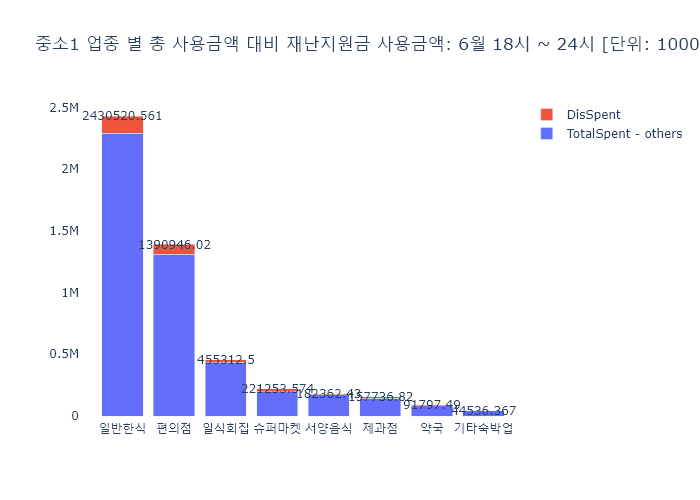 중소1 업종 별 총 사용금액 대비 재난지원금 사용금액: 6월 18시 ~ 24시 [단위: 1000
2.5M
2M
1.5M
1M
0.5M
0
2430520.561
1390946.02
455312.5
221253.574
182362.43
157736.82
91797.49
44536.367
일반한식 편의점 일식회집 슈퍼마켓 서양음식 제과점 약국 기타숙박업
DisSpent
TotalSpent - others